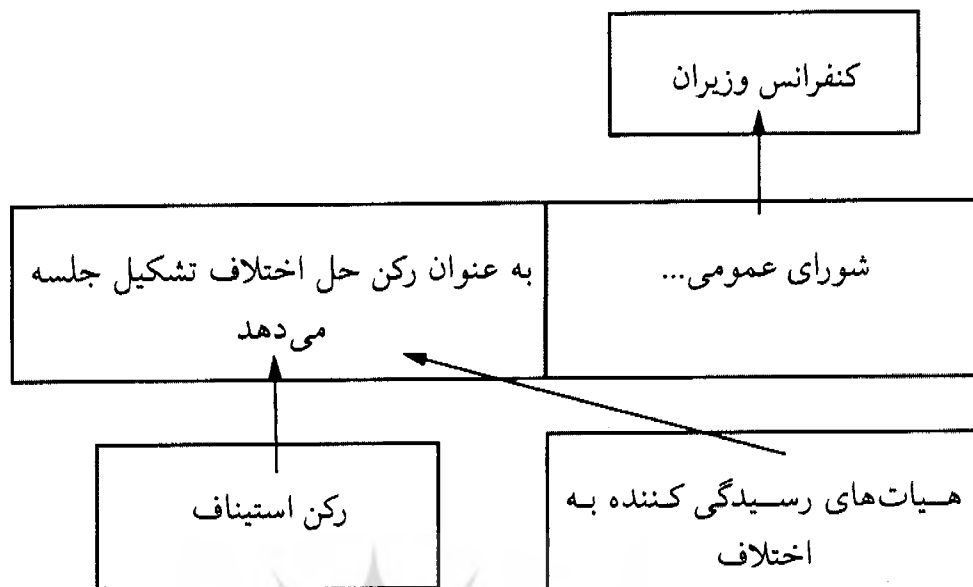 کنفرانس وزیران
شورای عمومی...
به عنوان رکن حل اختلاف تشکیل جلسه
می‌دهد
هیات‌های رسیدگی کننده به
اختلاف
رکن استیناف